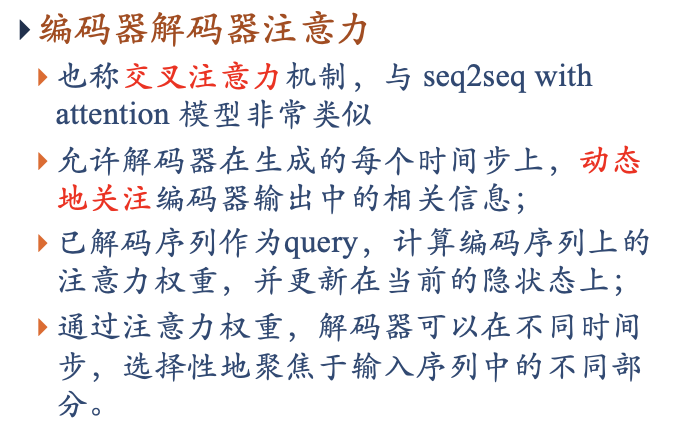 编码器解码器注意力
也称交叉注意力机制，与 seq2seq with
attention 模型非常类似
允许解码器在生成的每个时间步上，动态
地关注编码器输出中的相关信息；
已解码序列作为query，计算编码序列上的
注意力权重，并更新在当前的隐状态上；
通过注意力权重，解码器可以在不同时间
步，选择性地聚焦于输入序列中的不同部
分。